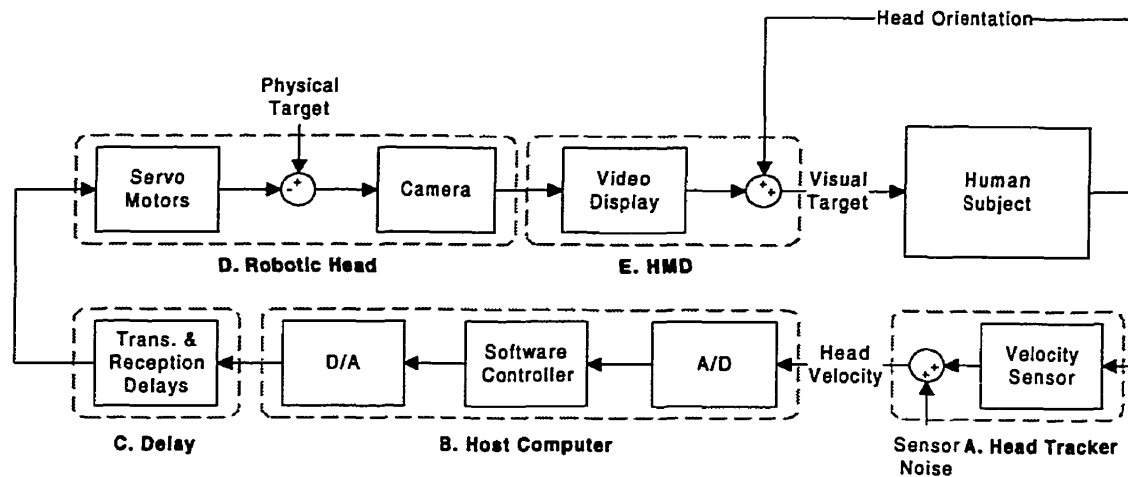 Head Orientation
Physical
Target
Servo
Motors
- +
Camera
Video
Display
+ +
Visual
Target
Human
Subject
D. Robotic Head
E. HMD
Trans. &
Reception
Delays
D/A
Software
Controller
A/D
Head
Velocity
+ +
Velocity
Sensor
C. Delay
B. Host Computer
Sensor
Noise
A. Head Tracker